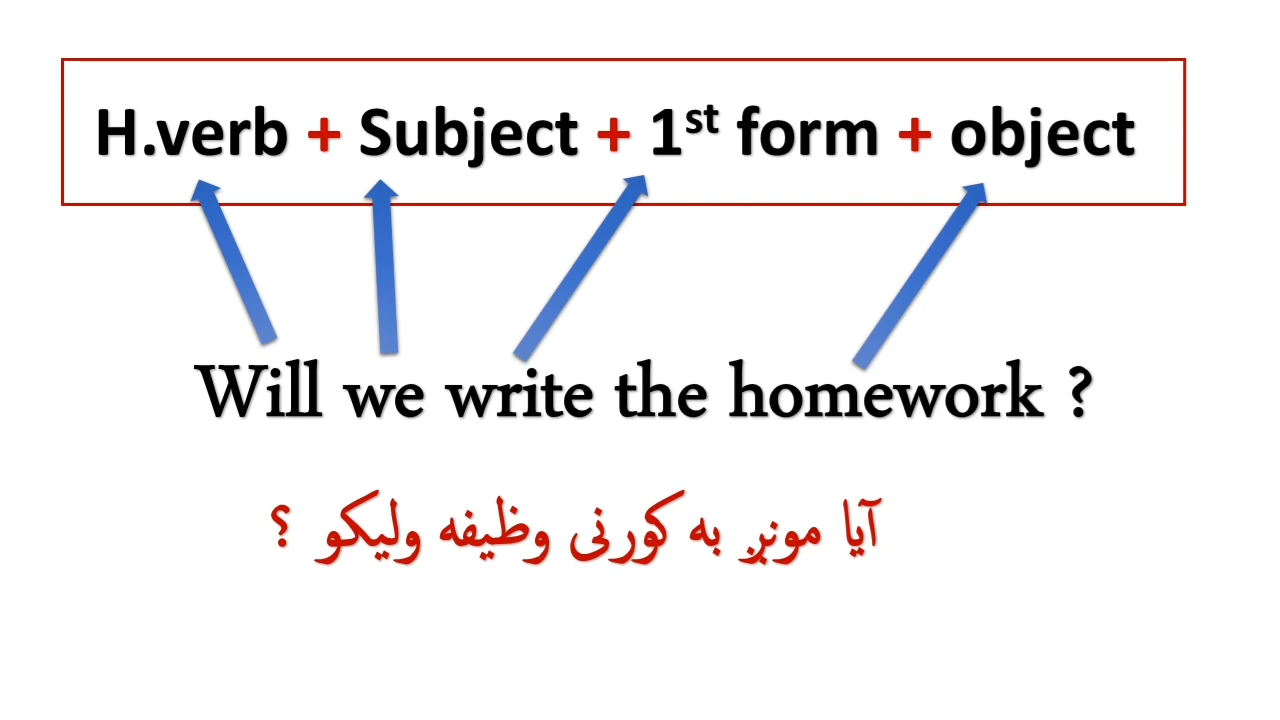 H.verb + Subject + 1st form + object
Will we write the homework ?
آیا مونږ به کورنی وظیفه ولیکو ؟